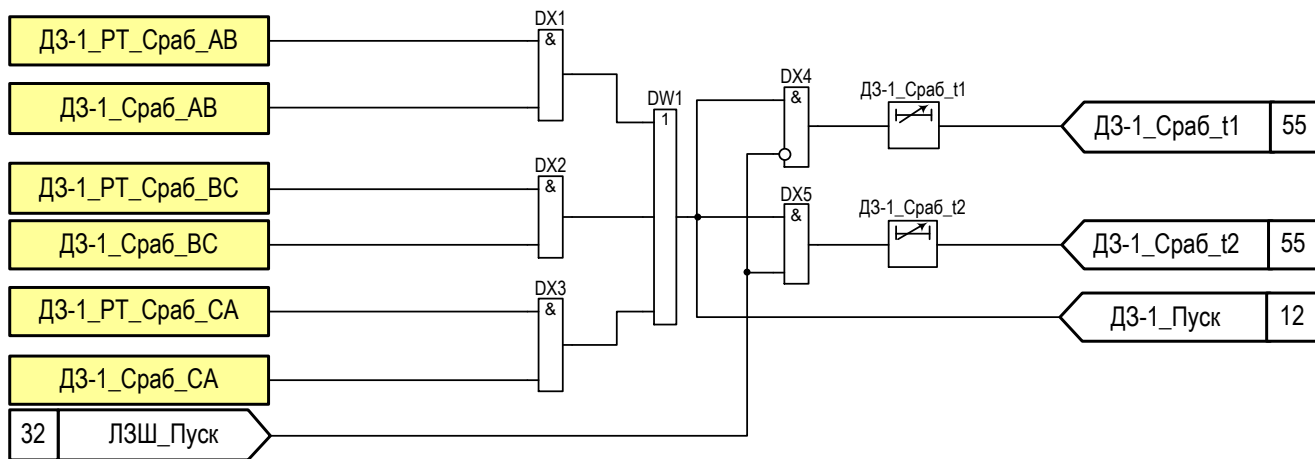 DX1
ДЗ-1_РТ_Сраб_АВ
&
ДЗ-1_Сраб_АВ
DX4
ДЗ-1_Сраб_t1
&
DW1
1
ДЗ-1_Сраб_t1 55
DX2
ДЗ-1_РТ_Сраб_ВС
&
ДЗ-1_Сраб_ВС
DX5
ДЗ-1_Сраб_t2
&
ДЗ-1_Сраб_t2 55
DX3
ДЗ-1_РТ_Сраб_СА
&
ДЗ-1_Пуск 12
ДЗ-1_Сраб_СА
32 ЛЗШ_Пуск